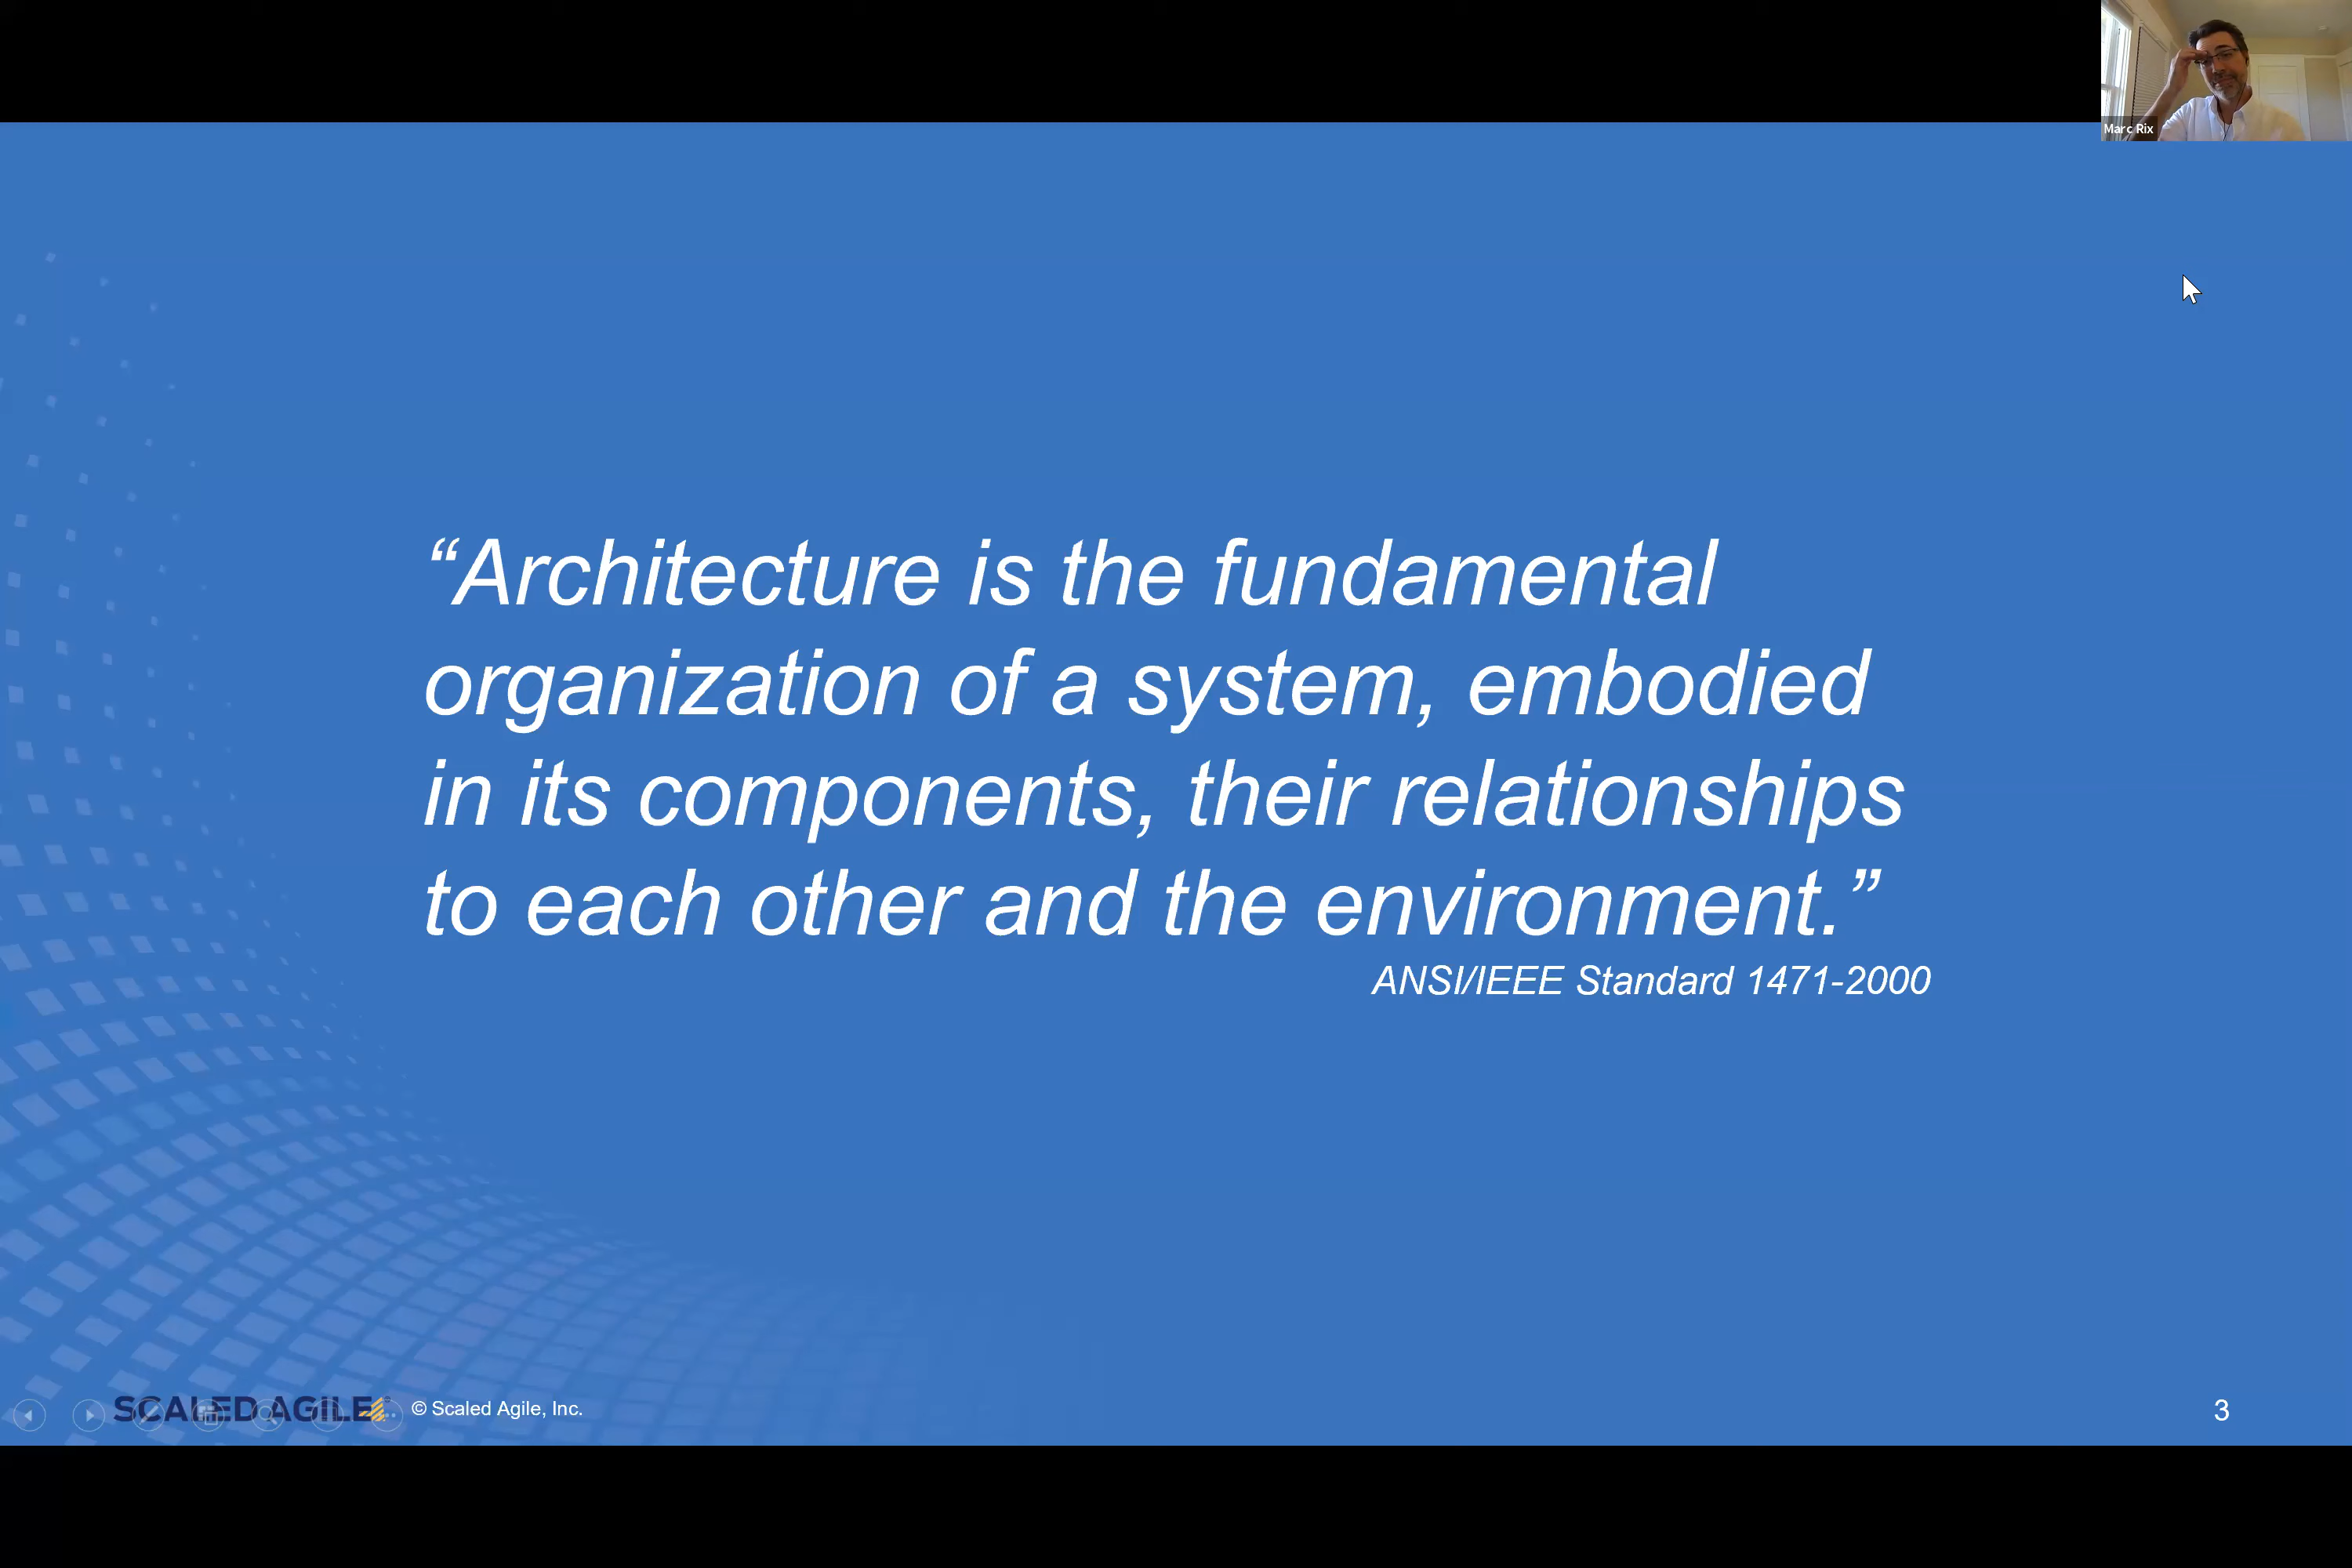 Marc Rix
“Architecture is the fundamental
organization of a system, embodied
in its components, their relationships
to each other and the environment.”
ANSI/IEEE Standard 1471-2000
SCALED AGILE
© Scaled Agile, Inc.
3